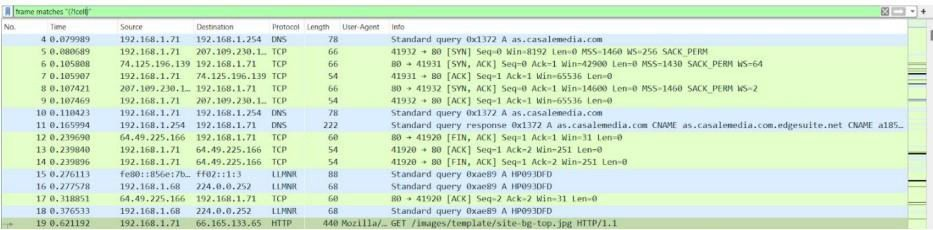 frame matches "(?!cell)"
No. Time Source Destination Protocol Length User-Agent Info
4 0.079989 192.168.1.71 192.168.1.254 DNS 78 Standard query 0x1372 A as.casalemedia.com
5 0.080689 192.168.1.71 207.109.230.1… TCP 66 41932 → 80 [SYN] Seq=0 Win=8192 Len=0 MSS=1460 WS=256 SACK_PERM
6 0.105808 74.125.196.139 192.168.1.71 TCP 66 80 → 41931 [SYN, ACK] Seq=0 Ack=1 Win=42900 Len=0 MSS=1430 SACK_PERM WS=64
7 0.105907 192.168.1.71 74.125.196.139 TCP 54 41931 → 80 [ACK] Seq=1 Ack=1 Win=65536 Len=0
8 0.107421 207.109.230.1… 192.168.1.71 TCP 66 80 → 41932 [SYN, ACK] Seq=0 Ack=1 Win=14600 Len=0 MSS=1460 SACK_PERM WS=2
9 0.107469 192.168.1.71 207.109.230.1… TCP 54 41932 → 80 [ACK] Seq=1 Ack=1 Win=65536 Len=0
10 0.110423 192.168.1.71 192.168.1.254 DNS 78 Standard query 0x1372 A as.casalemedia.com
11 0.165994 192.168.1.254 192.168.1.71 DNS 222 Standard query response 0x1372 A as.casalemedia.com CNAME as.casalemedia.com.edgesuite.net CNAME a185…
12 0.239690 64.49.225.166 192.168.1.71 TCP 60 80 → 41920 [FIN, ACK] Seq=1 Ack=1 Win=31 Len=0
13 0.239840 192.168.1.71 64.49.225.166 TCP 54 41920 → 80 [ACK] Seq=1 Ack=2 Win=251 Len=0
14 0.239896 192.168.1.71 64.49.225.166 TCP 54 41920 → 80 [FIN, ACK] Seq=1 Ack=2 Win=251 Len=0
15 0.276113 fe80::856e:7b… ff02::1:3 LLMNR 88 Standard query 0xae89 A HP093DFD
16 0.277578 192.168.1.68 224.0.0.252 LLMNR 68 Standard query 0xae89 A HP093DFD
17 0.318851 64.49.225.166 192.168.1.71 TCP 60 80 → 41920 [ACK] Seq=2 Ack=2 Win=31 Len=0
18 0.376533 192.168.1.68 224.0.0.252 LLMNR 68 Standard query 0xae89 A HP093DFD
19 0.621192 192.168.1.71 66.165.133.65 HTTP 440 Mozilla/… GET /images/template/site-bg-top.jpg HTTP/1.1